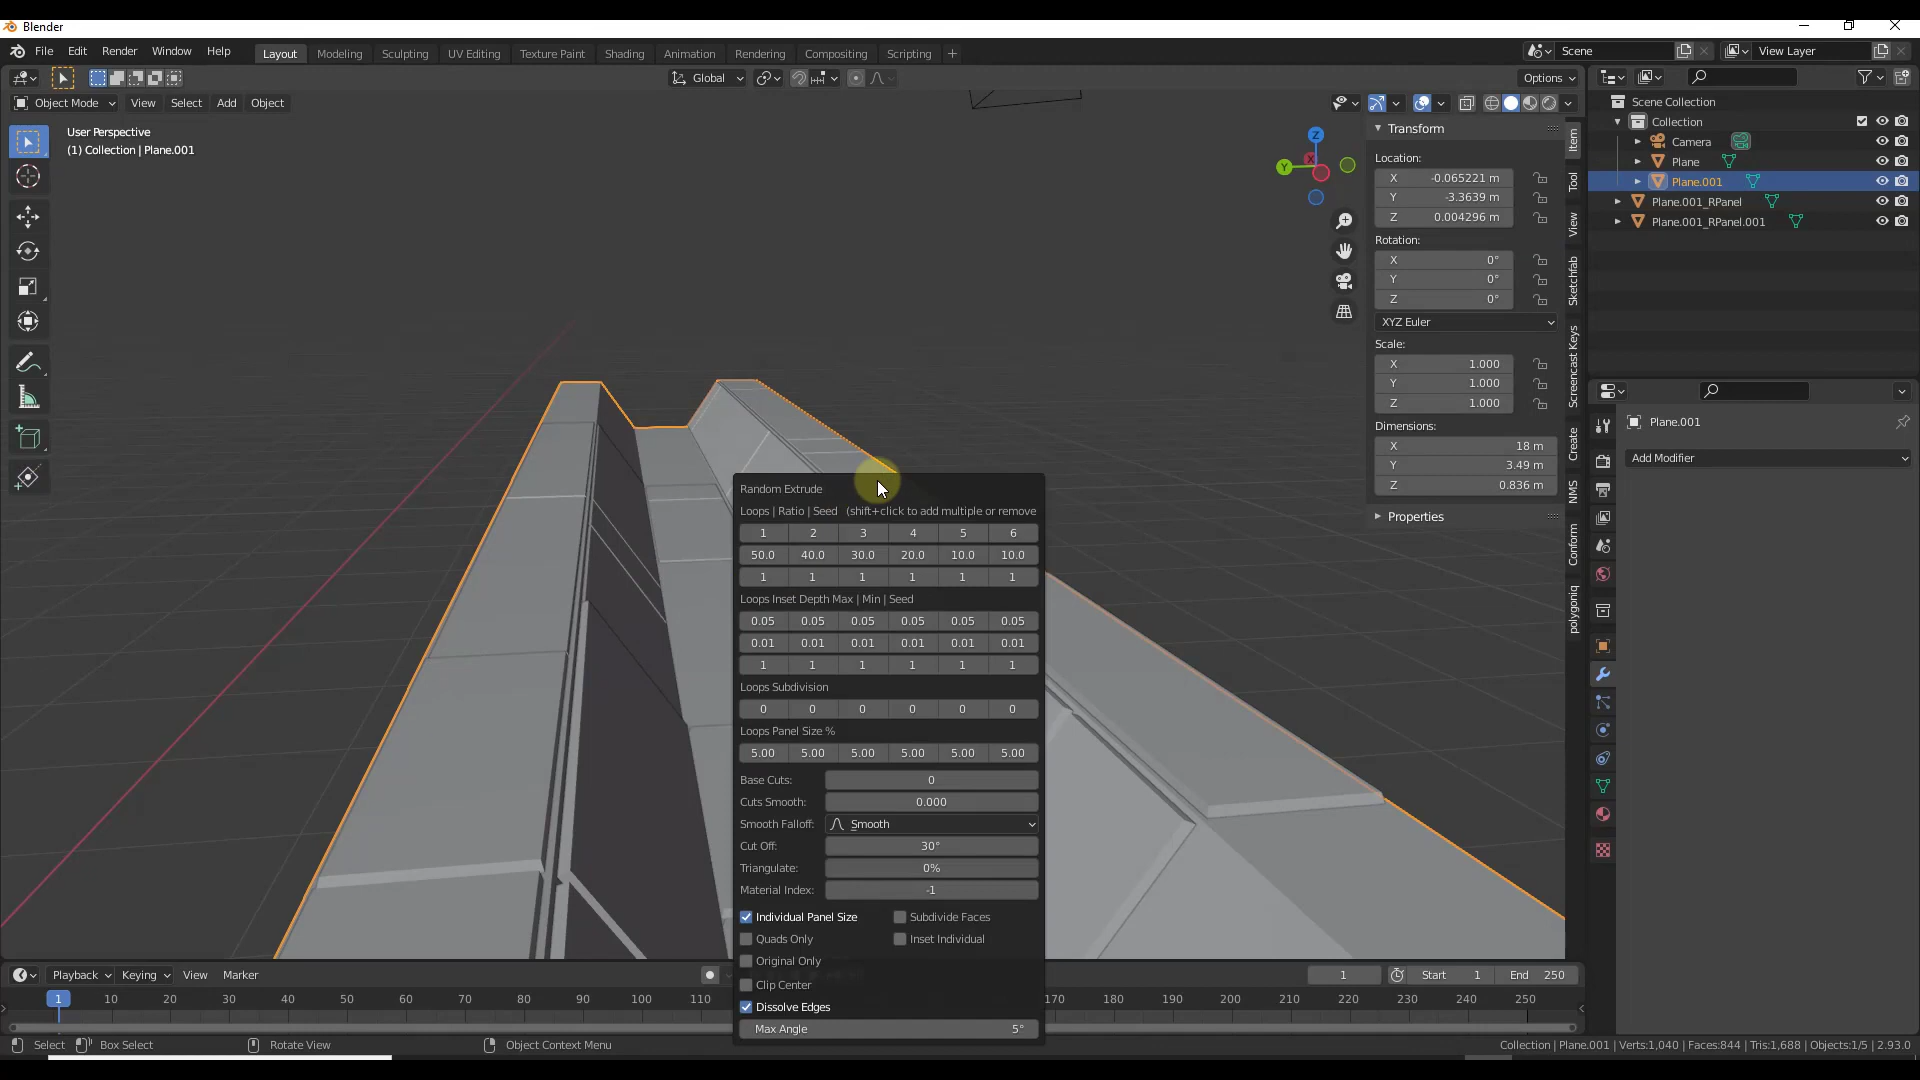 Blender
File Edit Render Window Help Layout Modeling Sculpting UV Editing Texture Paint Shading Animation Rendering Compositing Scripting + Scene View Layer
Global Options
Object Mode View Select Add Object
User Perspective
(1) Collection | Plane.001
Z
Y
X
Transform
Location:
X -0.065221 m
Y -3.3639 m
Z 0.004296 m
Rotation:
X 0°
Y 0°
Z 0°
XYZ Euler
Scale:
X 1.000
Y 1.000
Z 1.000
Dimensions:
X 18 m
Y 3.49 m
Z 0.836 m
Properties
Item
Tool
View
Sketchfab
Screencast Keys
Create
NMS
Conform
polygoniq
Scene Collection
Collection
Camera
Plane
Plane.001
Plane.001_RPanel
Plane.001_RPanel.001
Plane.001
Add Modifier
Random Extrude
Loops | Ratio | Seed (shift+click to add multiple or remove
1 2 3 4 5 6
50.0 40.0 30.0 20.0 10.0 10.0
1 1 1 1 1 1
Loops Inset Depth Max | Min | Seed
0.05 0.05 0.05 0.05 0.05 0.05
0.01 0.01 0.01 0.01 0.01 0.01
1 1 1 1 1 1
Loops Subdivision
0 0 0 0 0 0
Loops Panel Size %
5.00 5.00 5.00 5.00 5.00 5.00
Base Cuts: 0
Cuts Smooth: 0.000
Smooth Falloff: Smooth
Cut Off: 30°
Triangulate: 0%
Material Index: -1
Individual Panel Size Subdivide Faces
Quads Only Inset Individual
Original Only
Clip Center
Dissolve Edges
Max Angle 5°
Playback Keying View Marker 1 Start 1 End 250
1 10 20 30 40 50 60 70 80 90 100 110 170 180 190 200 210 220 230 240 250
Select Box Select Rotate View Object Context Menu Collection | Plane.001 | Verts:1,040 | Faces:844 | Tris:1,688 | Objects:1/5 | 2.93.0